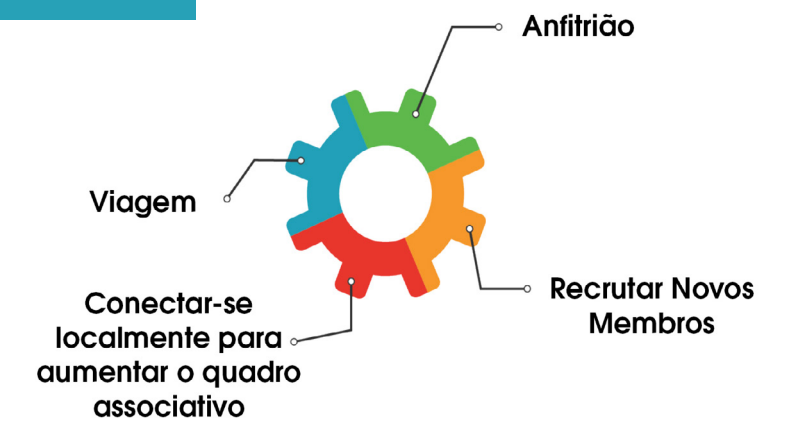 Anfitrião
Viagem
Recrutar Novos
Membros
Conectar-se
localmente para
aumentar o quadro
associativo